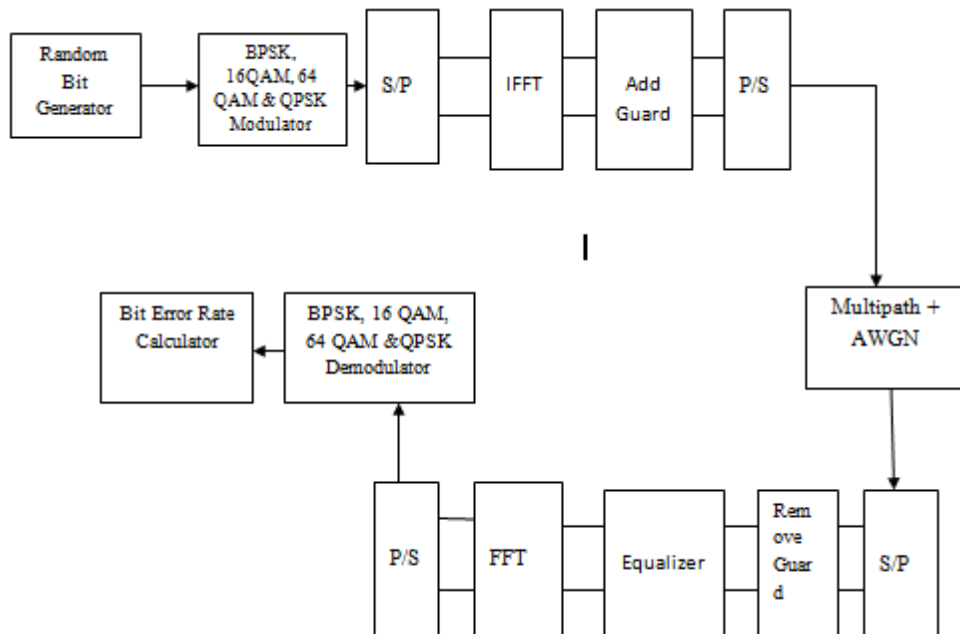 Random
Bit
Generator
BPSK,
16QAM, 64
QAM & QPSK
Modulator
S/P
IFFT
Add
Guard
P/S
Multipath +
AWGN
Bit Error Rate
Calculator
BPSK, 16 QAM,
64 QAM &QPSK
Demodulator
P/S
FFT
Equalizer
Rem
ove
Guar
d
S/P